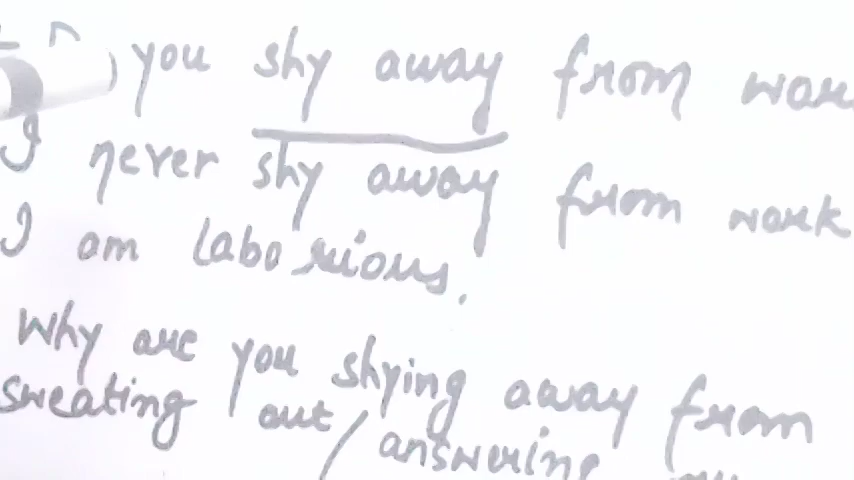 you shy away from
I never shy away from work
I am laborious.
Why are you shying away from
sweating out / answering